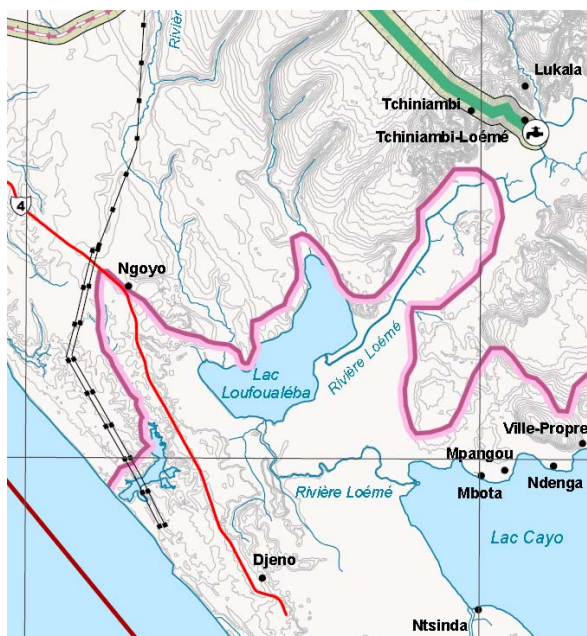 Rivière
Lukala
Tchiniambi
Tchiniambi-Loémé
4
Ngoyo
Rivière Loémé
Lac
Loufoualéba
Ville-Propre
Mpangou
Ndenga
Mbota
Rivière Loémé
Lac Cayo
Djeno
Ntsinda